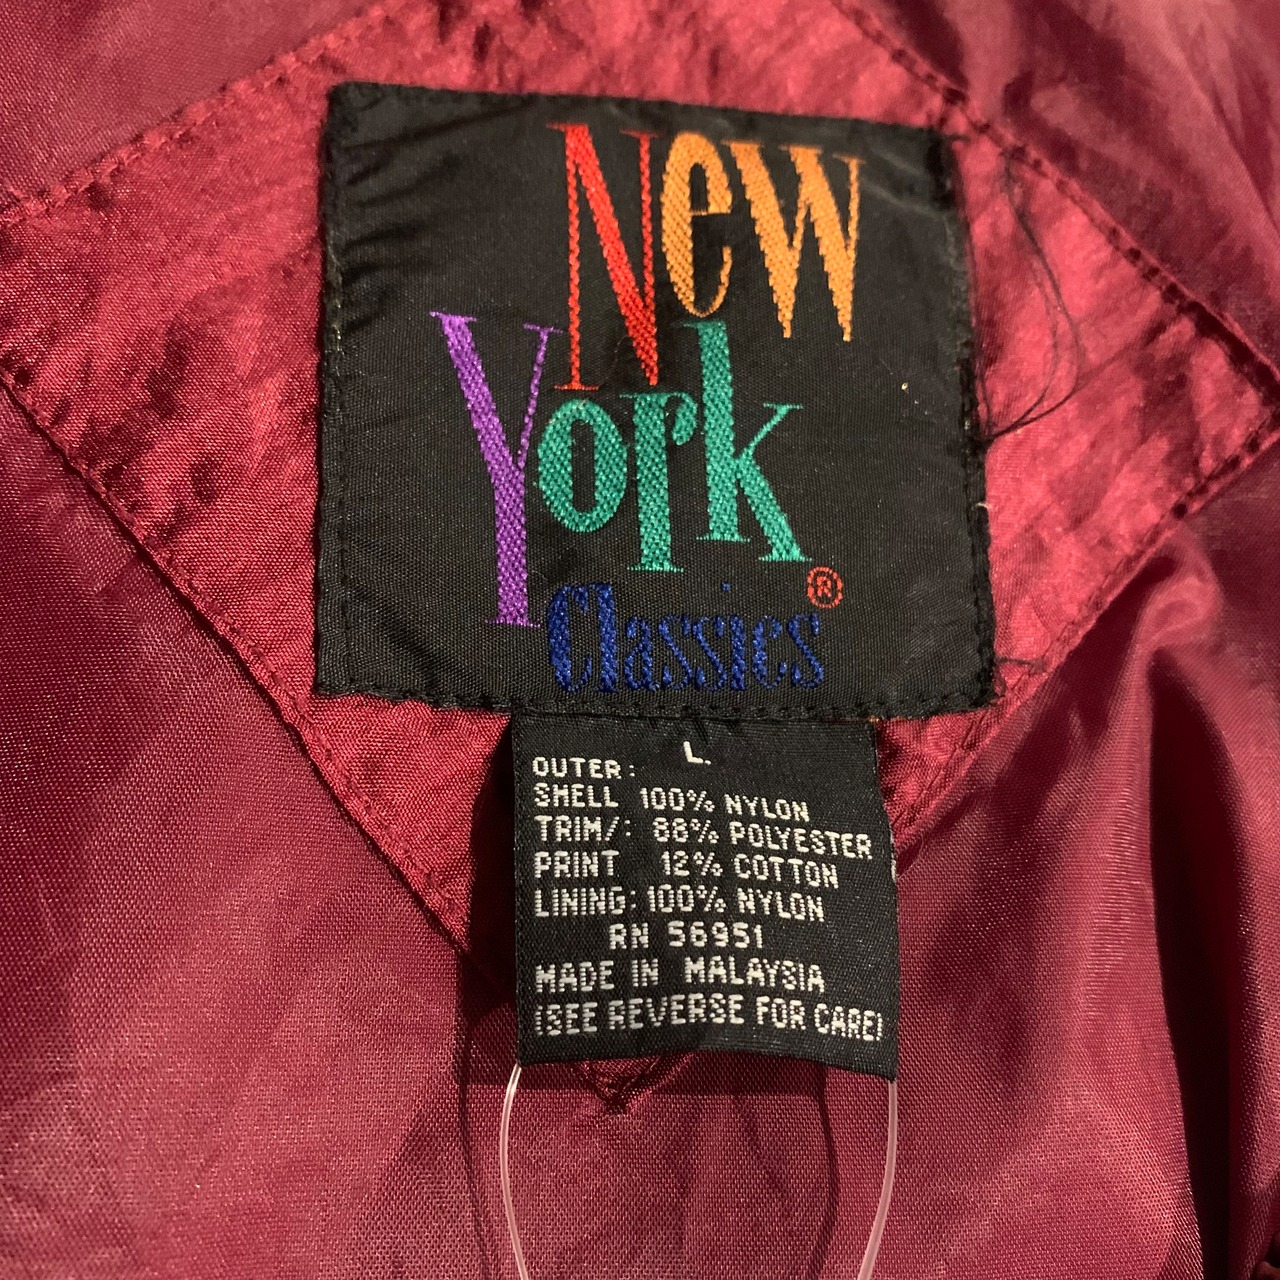 New
York
Classics®
L.
OUTER:
SHELL 100% NYLON
TRIM/: 88% POLYESTER
PRINT 12% COTTON
LINING: 100% NYLON
RN 56951
MADE IN MALAYSIA
(SEE REVERSE FOR CARE)